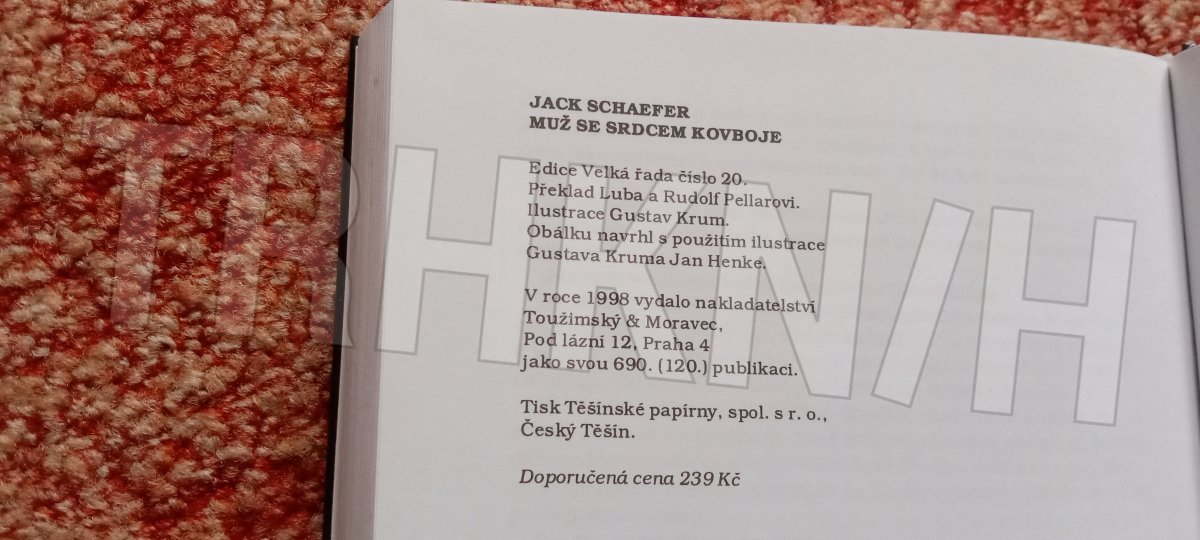 JACK SCHAEFER
MUŽ SE SRDCEM KOVBOJE
Edice Velká řada číslo 20.
Překlad Luba a Rudolf Pellarovi.
Ilustrace Gustav Krum.
Obálku navrhl s použitím ilustrace
Gustava Kruma Jan Henke.
V roce 1998 vydalo nakladatelství
Toužimský & Moravec,
Pod lázní 12, Praha 4
jako svou 690. (120.) publikaci.
Tisk Těšínské papírny, spol. s r. o.,
Český Těšín.
Doporučená cena 239 Kč
TRHKN/H